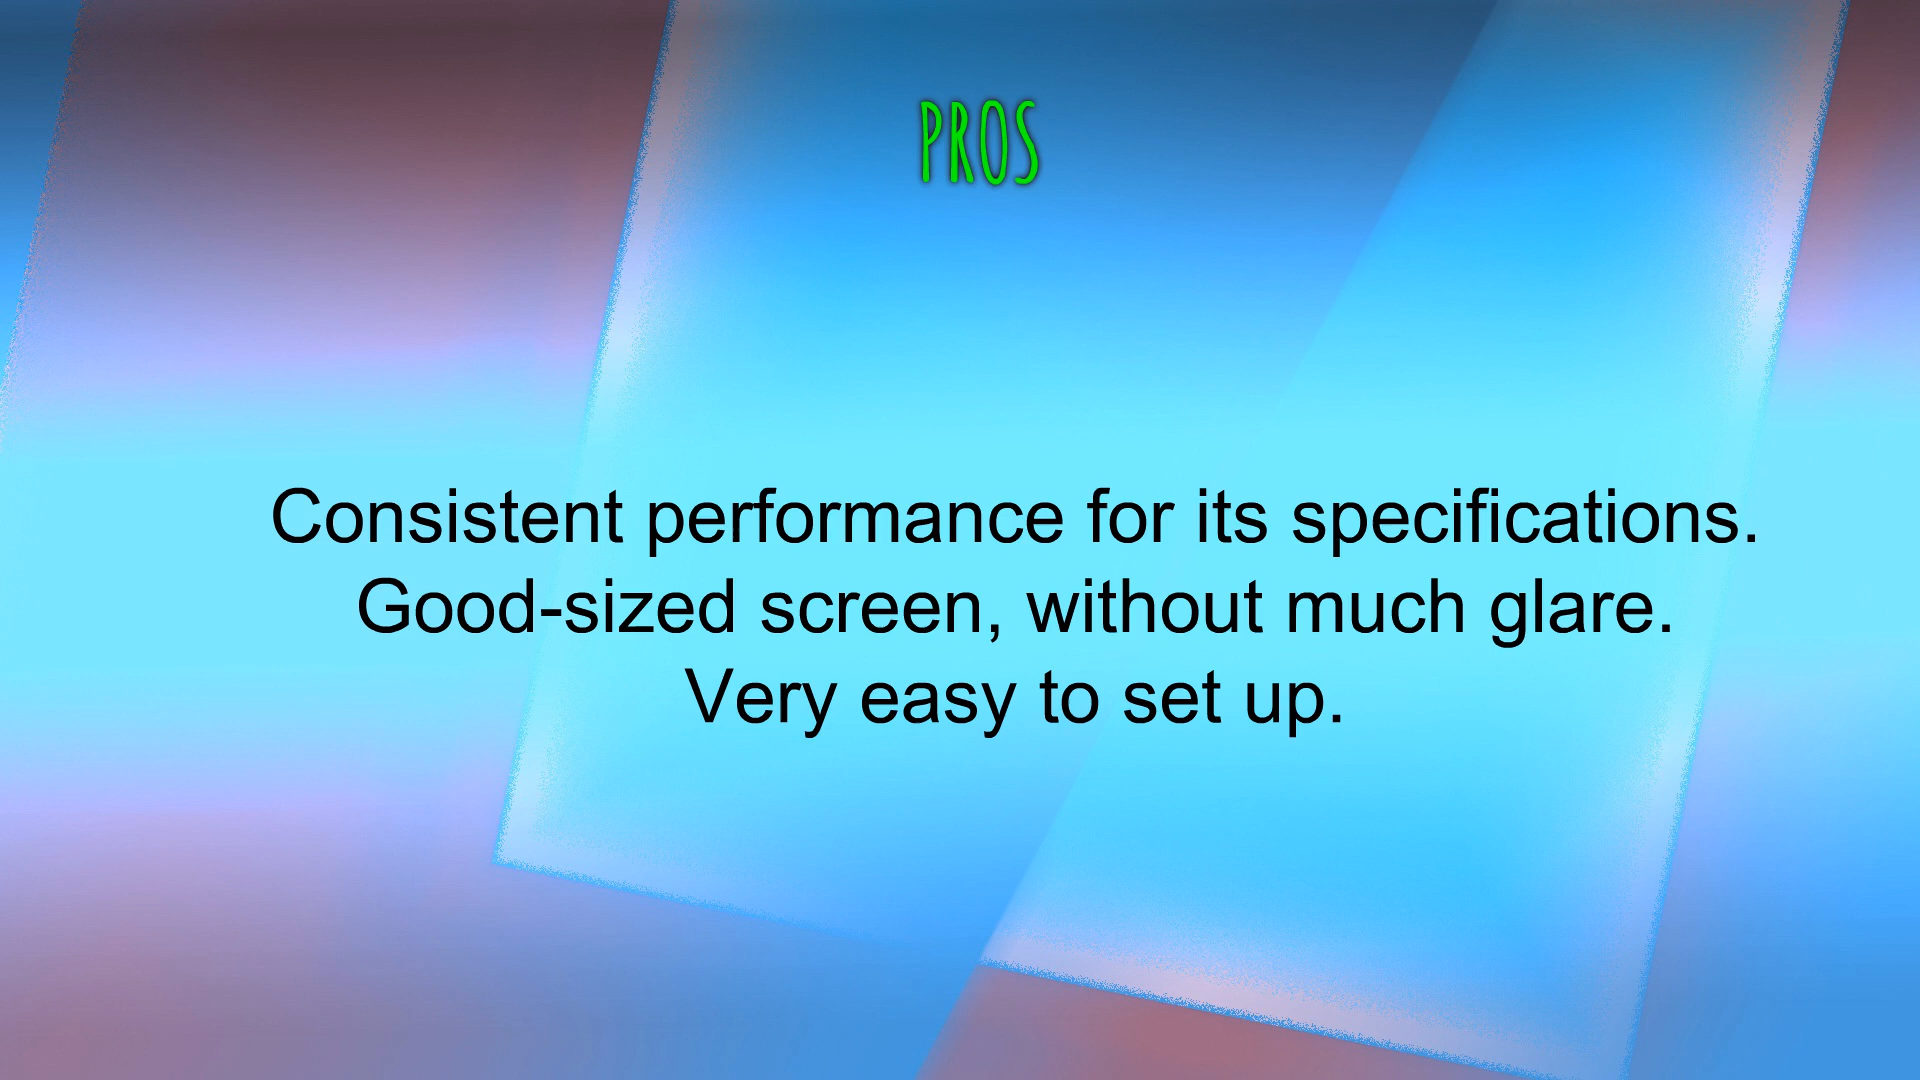 PROS
Consistent performance for its specifications.
Good-sized screen, without much glare.
Very easy to set up.